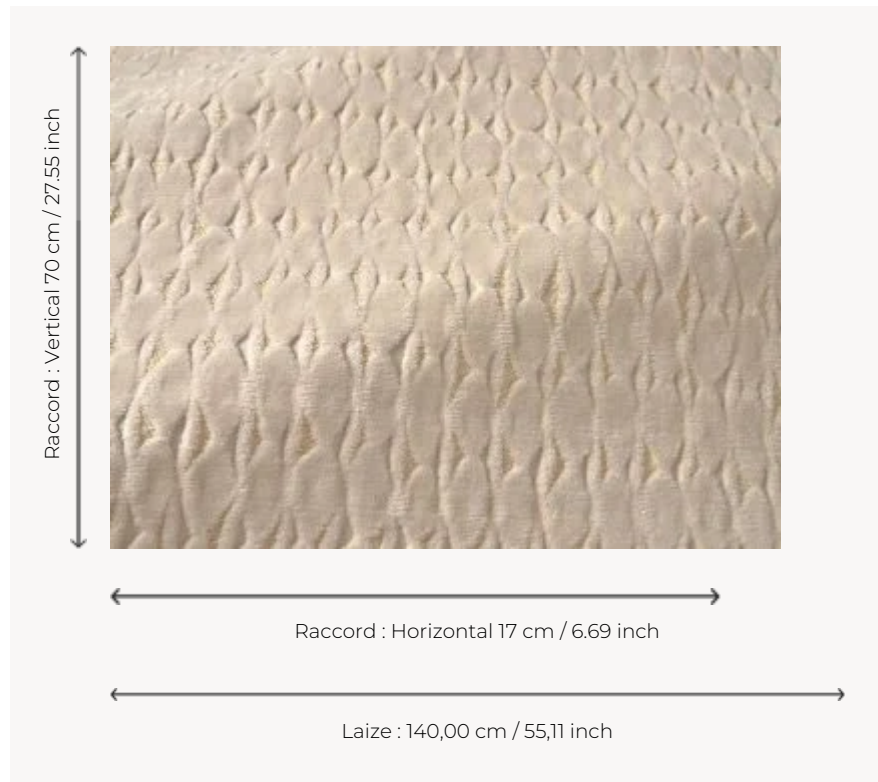 Raccord : Vertical 70 cm / 27.55 inch
Raccord : Horizontal 17 cm / 6.69 inch
Laize : 140,00 cm / 55,11 inch